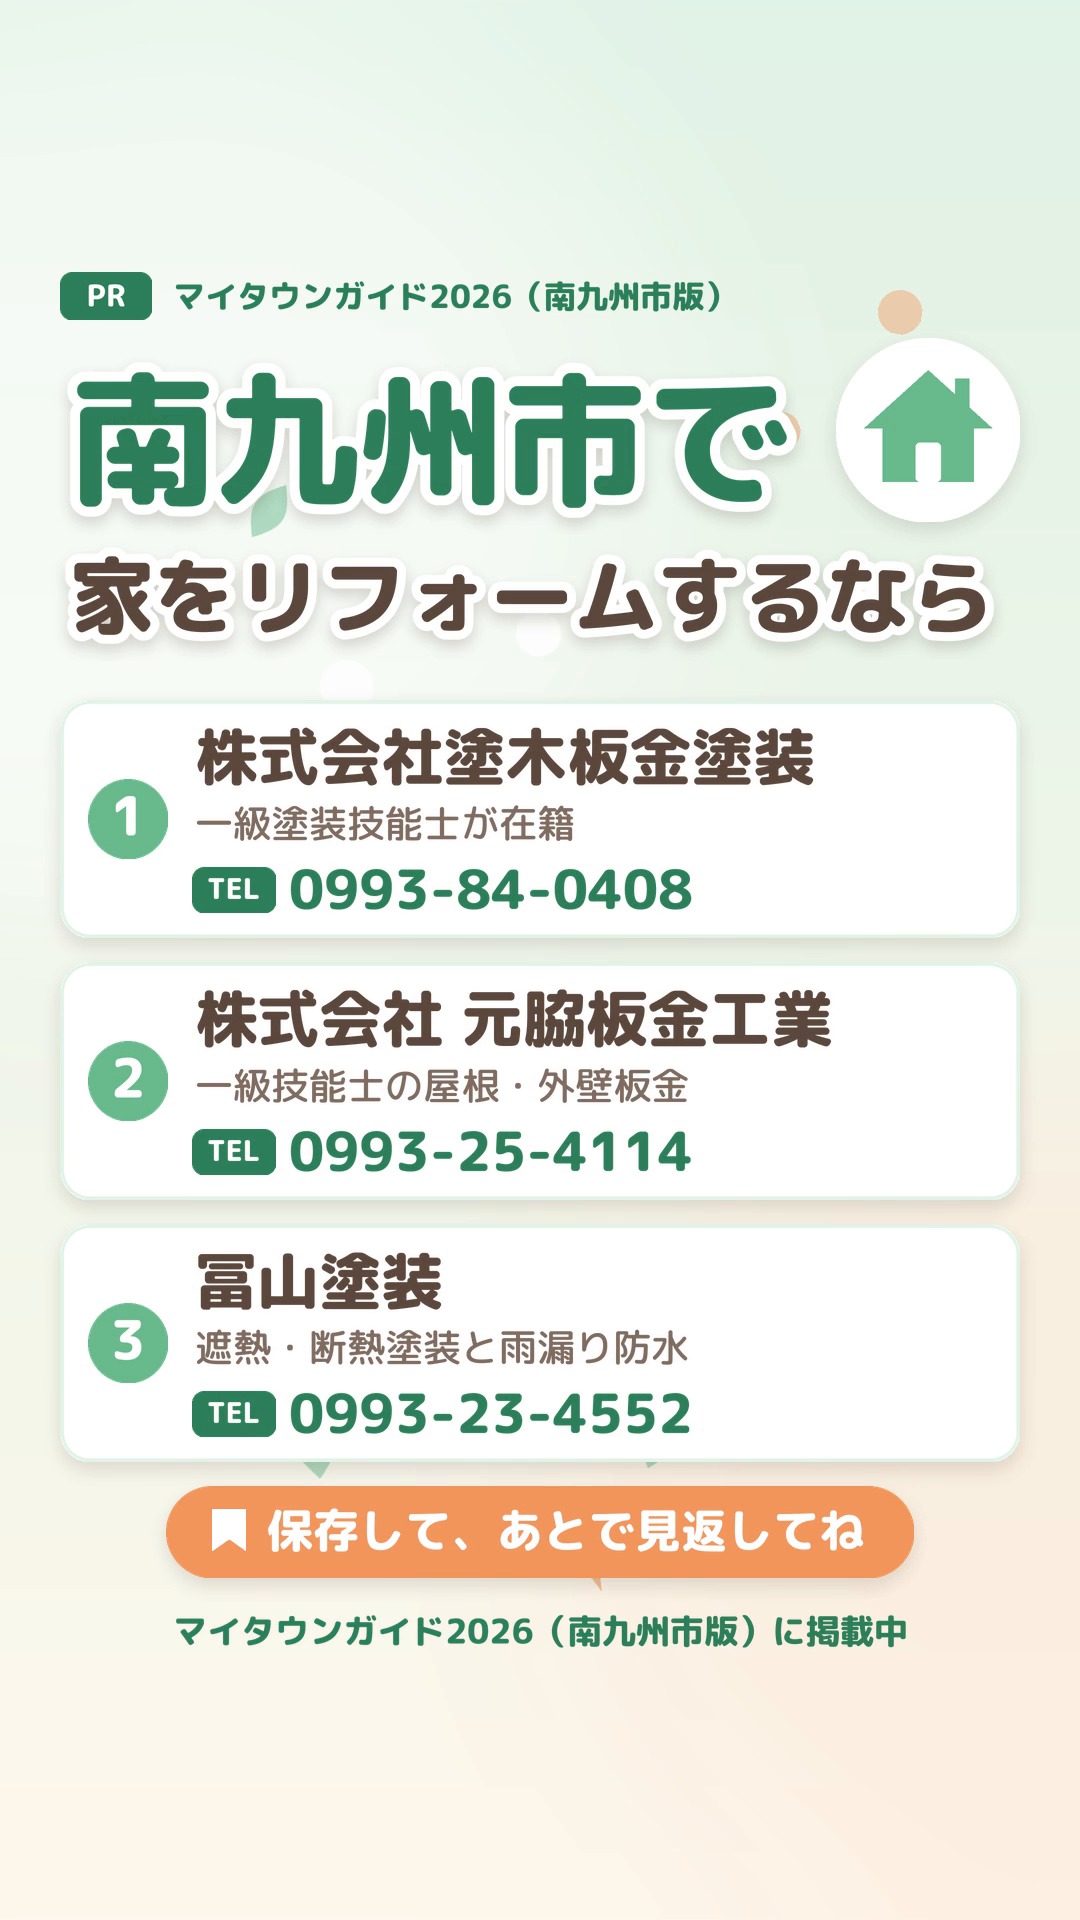 PR マイタウンガイド2026（南九州市版）
南九州市で
家をリフォームするなら
1
株式会社塗木板金塗装
一級塗装技能士が在籍
TEL 0993-84-0408
2
株式会社 元脇板金工業
一級技能士の屋根・外壁板金
TEL 0993-25-4114
3
冨山塗装
遮熱・断熱塗装と雨漏り防水
TEL 0993-23-4552
保存して、あとで見返してね
マイタウンガイド2026（南九州市版）に掲載中